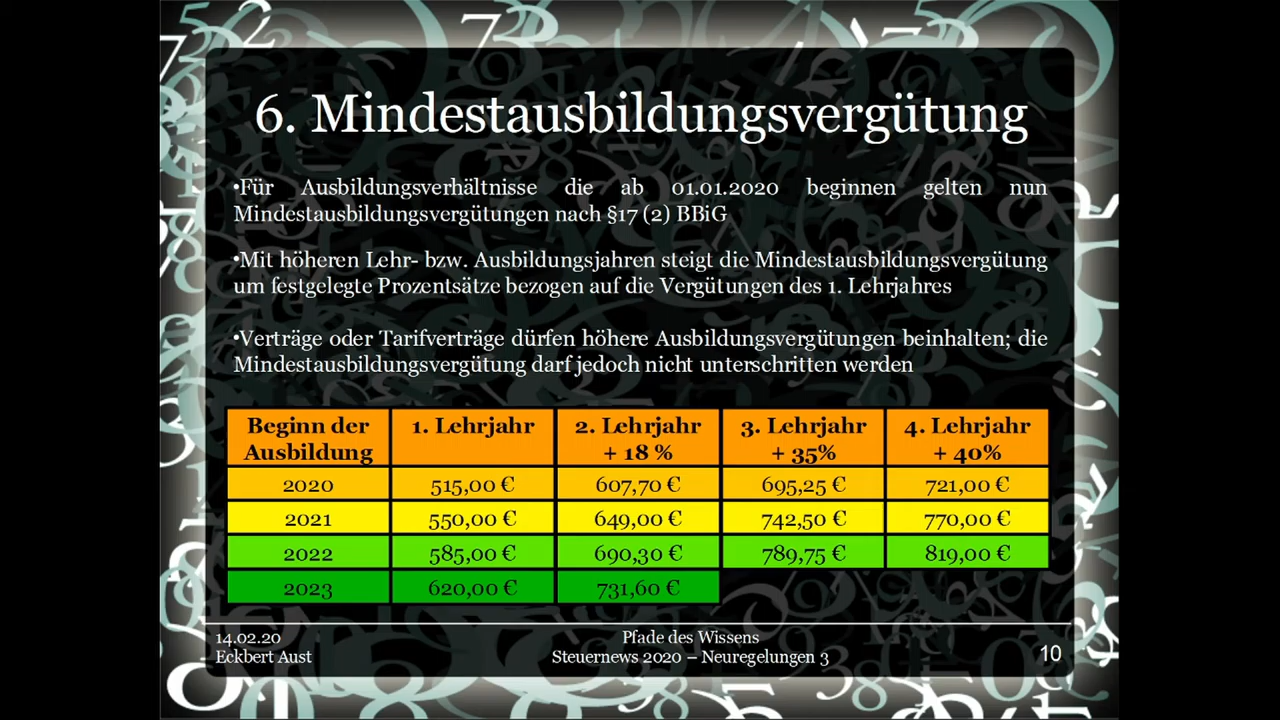 6. Mindestausbildungsvergütung
•Für Ausbildungsverhältnisse die ab 01.01.2020 beginnen gelten nun
Mindestausbildungsvergütungen nach §17 (2) BBiG
•Mit höheren Lehr- bzw. Ausbildungsjahren steigt die Mindestausbildungsvergütung
um festgelegte Prozentsätze bezogen auf die Vergütungen des 1. Lehrjahres
•Verträge oder Tarifverträge dürfen höhere Ausbildungsvergütungen beinhalten; die
Mindestausbildungsvergütung darf jedoch nicht unterschritten werden
Beginn der Ausbildung 1. Lehrjahr 2. Lehrjahr + 18 % 3. Lehrjahr + 35% 4. Lehrjahr + 40%
2020 515,00 € 607,70 € 695,25 € 721,00 €
2021 550,00 € 649,00 € 742,50 € 770,00 €
2022 585,00 € 690,30 € 789,75 € 819,00 €
2023 620,00 € 731,60 €
14.02.20
Eckbert Aust
Pfade des Wissens
Steuernews 2020 – Neuregelungen 3
10